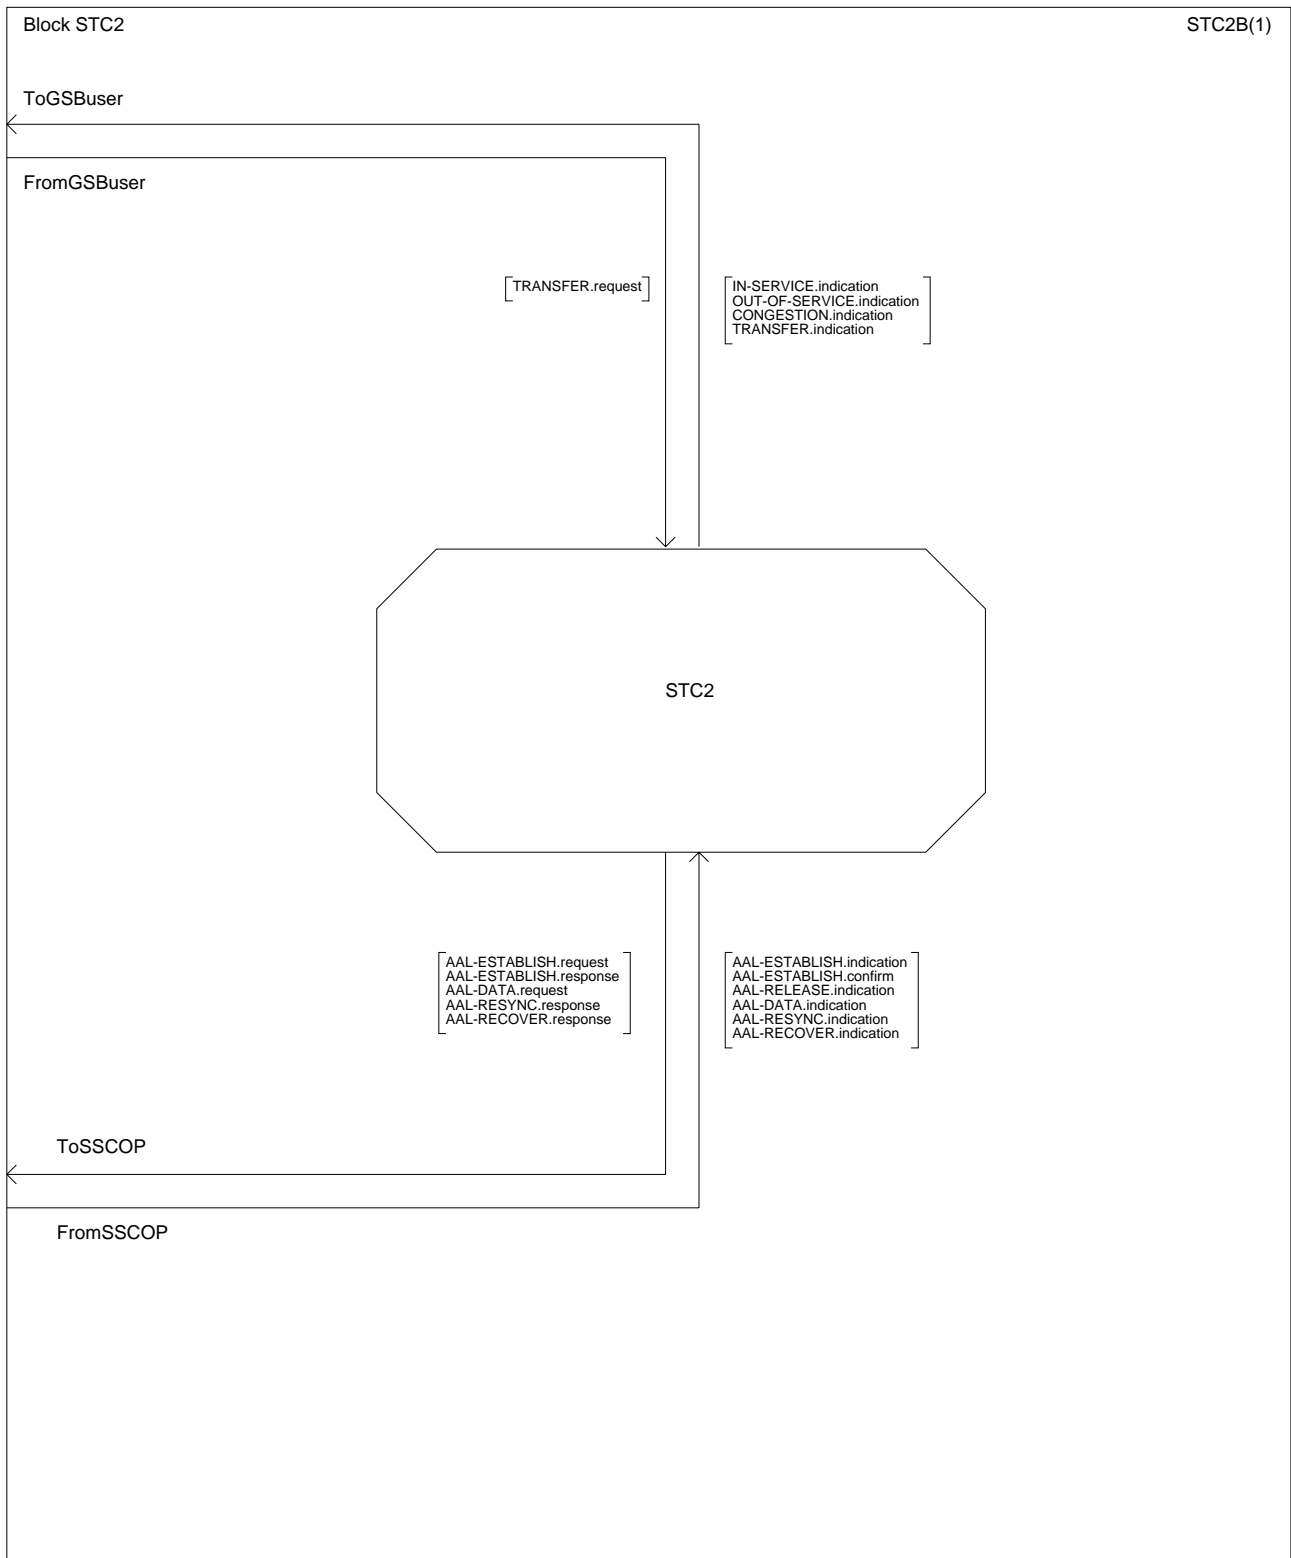 Block STC2
STC2B(1)
ToGSBuser
FromGSBuser
TRANSFER.request
IN-SERVICE.indication
OUT-OF-SERVICE.indication
CONGESTION.indication
TRANSFER.indication
STC2
AAL-ESTABLISH.request
AAL-ESTABLISH.response
AAL-DATA.request
AAL-RESYNC.response
AAL-RECOVER.response
AAL-ESTABLISH.indication
AAL-ESTABLISH.confirm
AAL-RELEASE.indication
AAL-DATA.indication
AAL-RESYNC.indication
AAL-RECOVER.indication
ToSSCOP
FromSSCOP